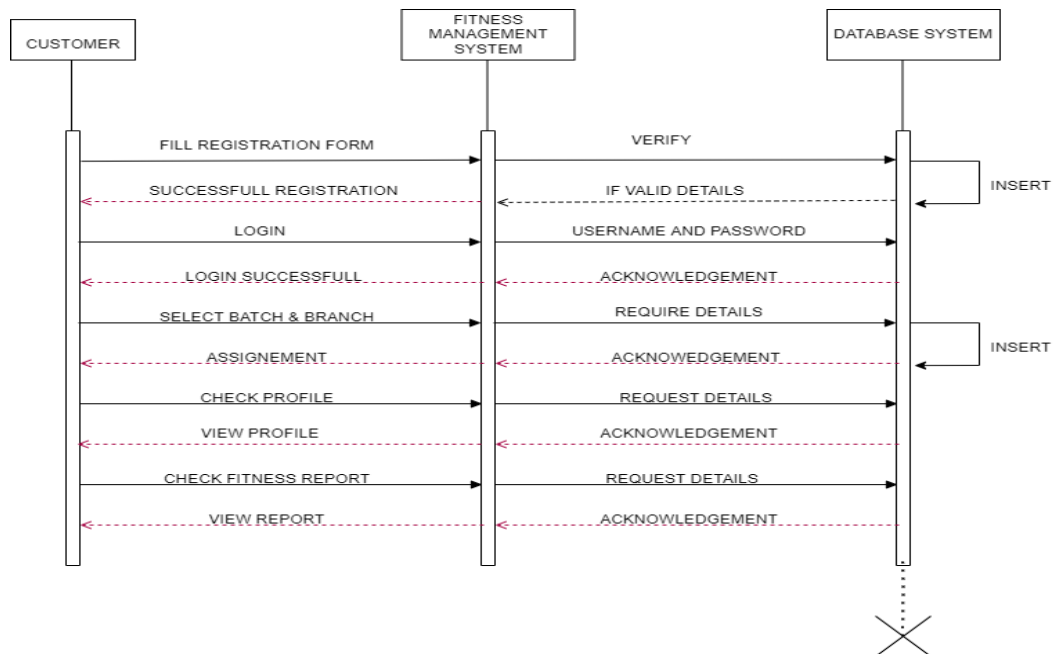 CUSTOMER
FITNESS
MANAGEMENT
SYSTEM
DATABASE SYSTEM
FILL REGISTRATION FORM
VERIFY
INSERT
SUCCESSFULL REGISTRATION
IF VALID DETAILS
LOGIN
USERNAME AND PASSWORD
LOGIN SUCCESSFULL
ACKNOWLEDGEMENT
SELECT BATCH & BRANCH
REQUIRE DETAILS
INSERT
ASSIGNEMENT
ACKNOWEDGEMENT
CHECK PROFILE
REQUEST DETAILS
VIEW PROFILE
ACKNOWLEDGEMENT
CHECK FITNESS REPORT
REQUEST DETAILS
VIEW REPORT
ACKNOWLEDGEMENT